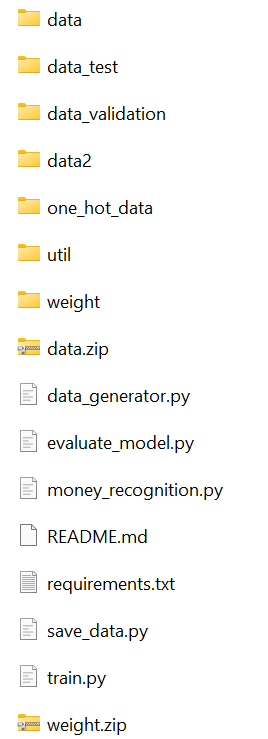 data
data_test
data_validation
data2
one_hot_data
util
weight
data.zip
data_generator.py
evaluate_model.py
money_recognition.py
README.md
requirements.txt
save_data.py
train.py
weight.zip